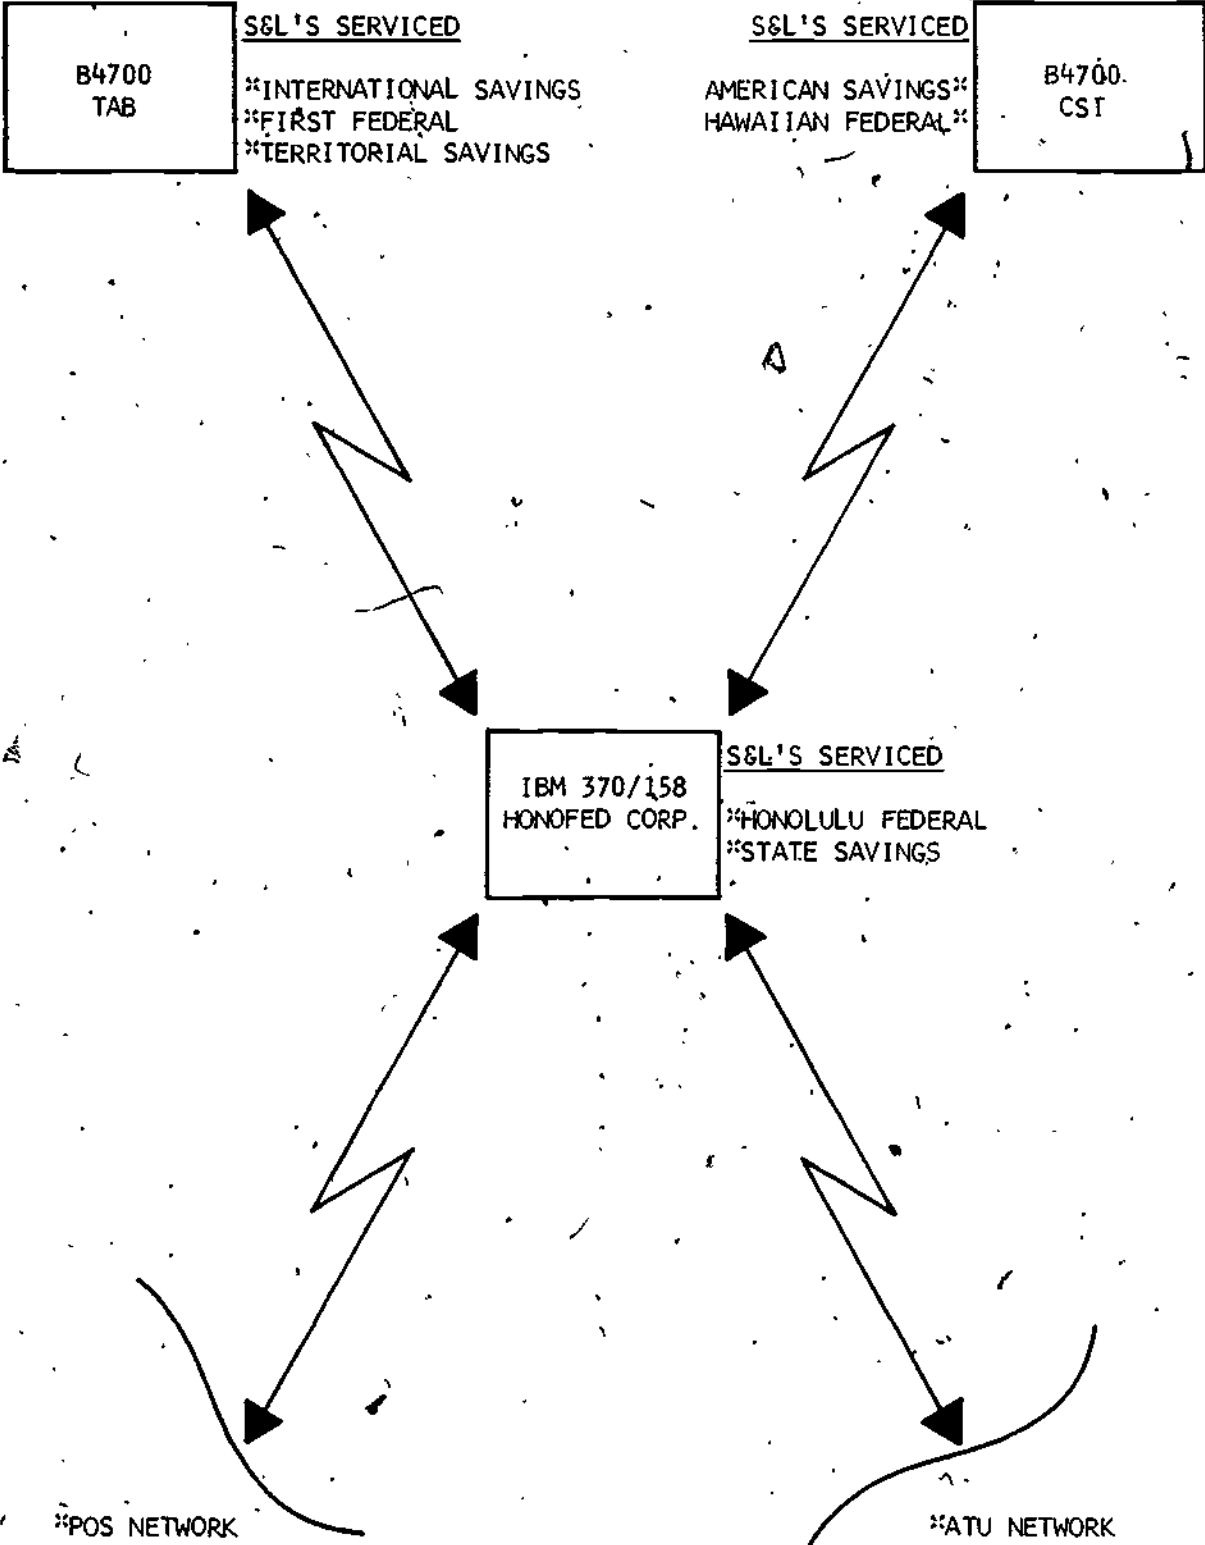 S&L'S SERVICED
B4700
TAB
*INTERNATIONAL SAVINGS
*FIRST FEDERAL
*TERRITORIAL SAVINGS
S&L'S SERVICED
AMERICAN SAVINGS*
HAWAIIAN FEDERAL*
B4700
CSI
IBM 370/158
HONOFED CORP.
S&L'S SERVICED
*HONOLULU FEDERAL
*STATE SAVINGS
*POS NETWORK
*ATU NETWORK